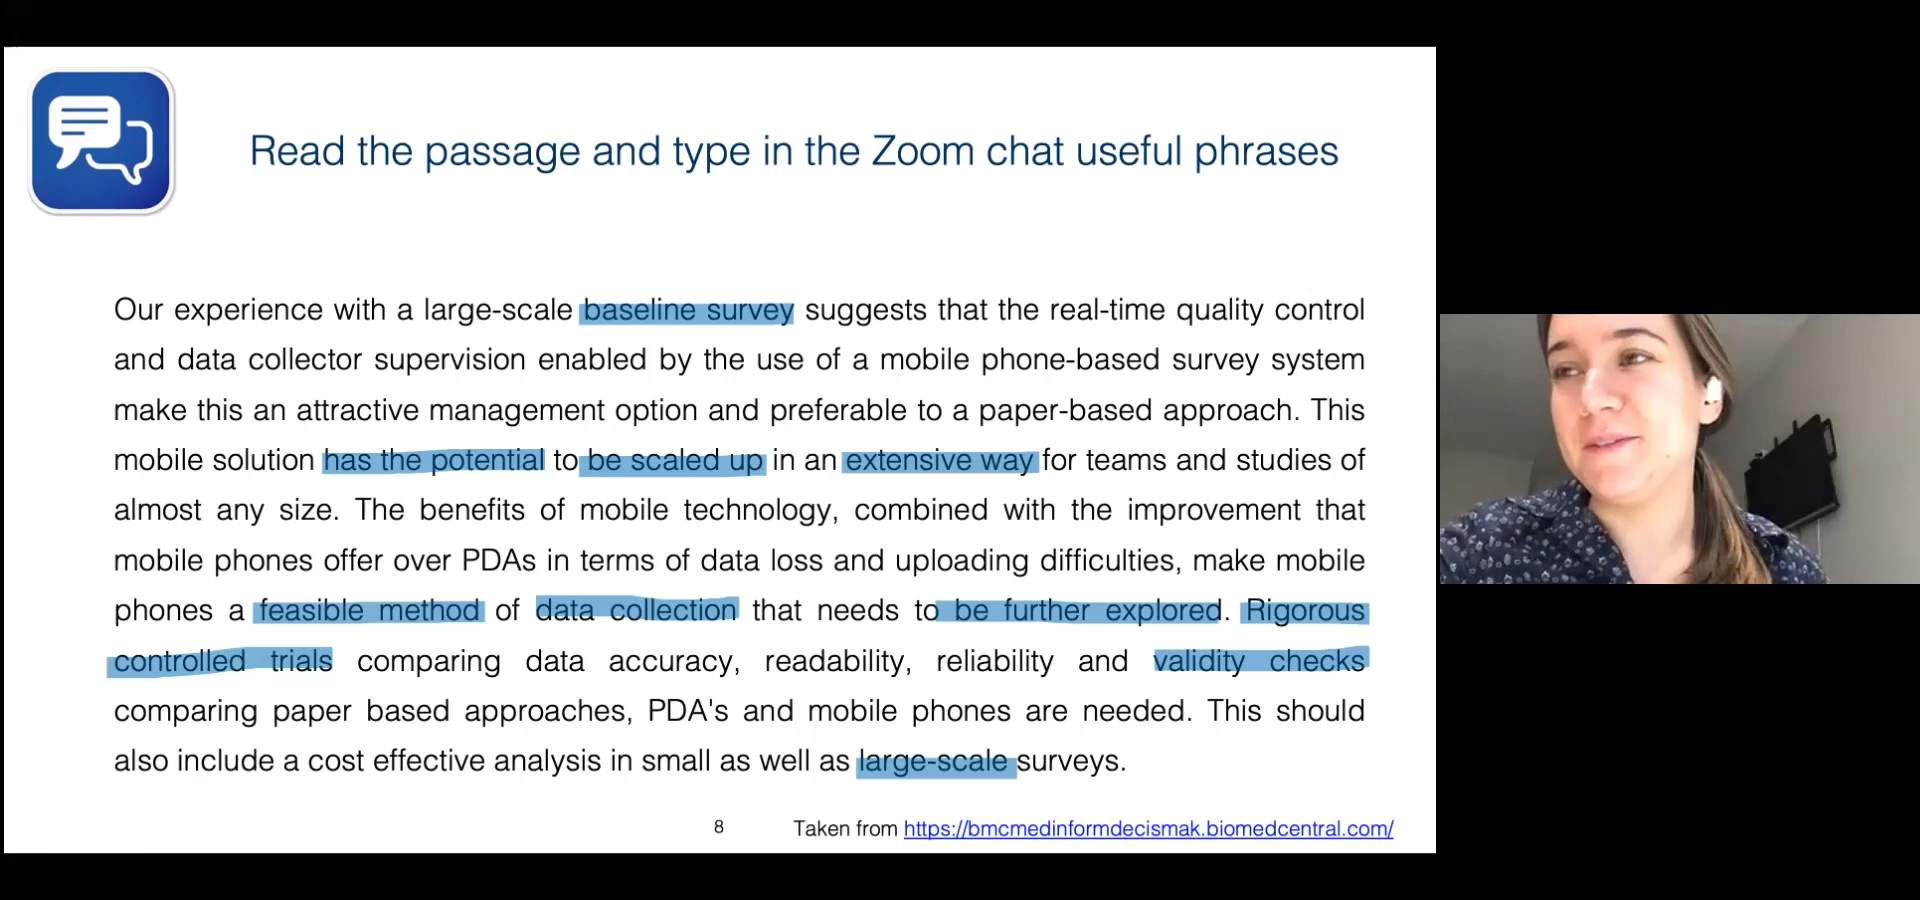 Read the passage and type in the Zoom chat useful phrases
Our experience with a large-scale baseline survey suggests that the real-time quality control
and data collector supervision enabled by the use of a mobile phone-based survey system
make this an attractive management option and preferable to a paper-based approach. This
mobile solution has the potential to be scaled up in an extensive way for teams and studies of
almost any size. The benefits of mobile technology, combined with the improvement that
mobile phones offer over PDAs in terms of data loss and uploading difficulties, make mobile
phones a feasible method of data collection that needs to be further explored. Rigorous
controlled trials comparing data accuracy, readability, reliability and validity checks
comparing paper based approaches, PDA's and mobile phones are needed. This should
also include a cost effective analysis in small as well as large-scale surveys.
8 Taken from https://bmcmedinformdecismak.biomedcentral.com/